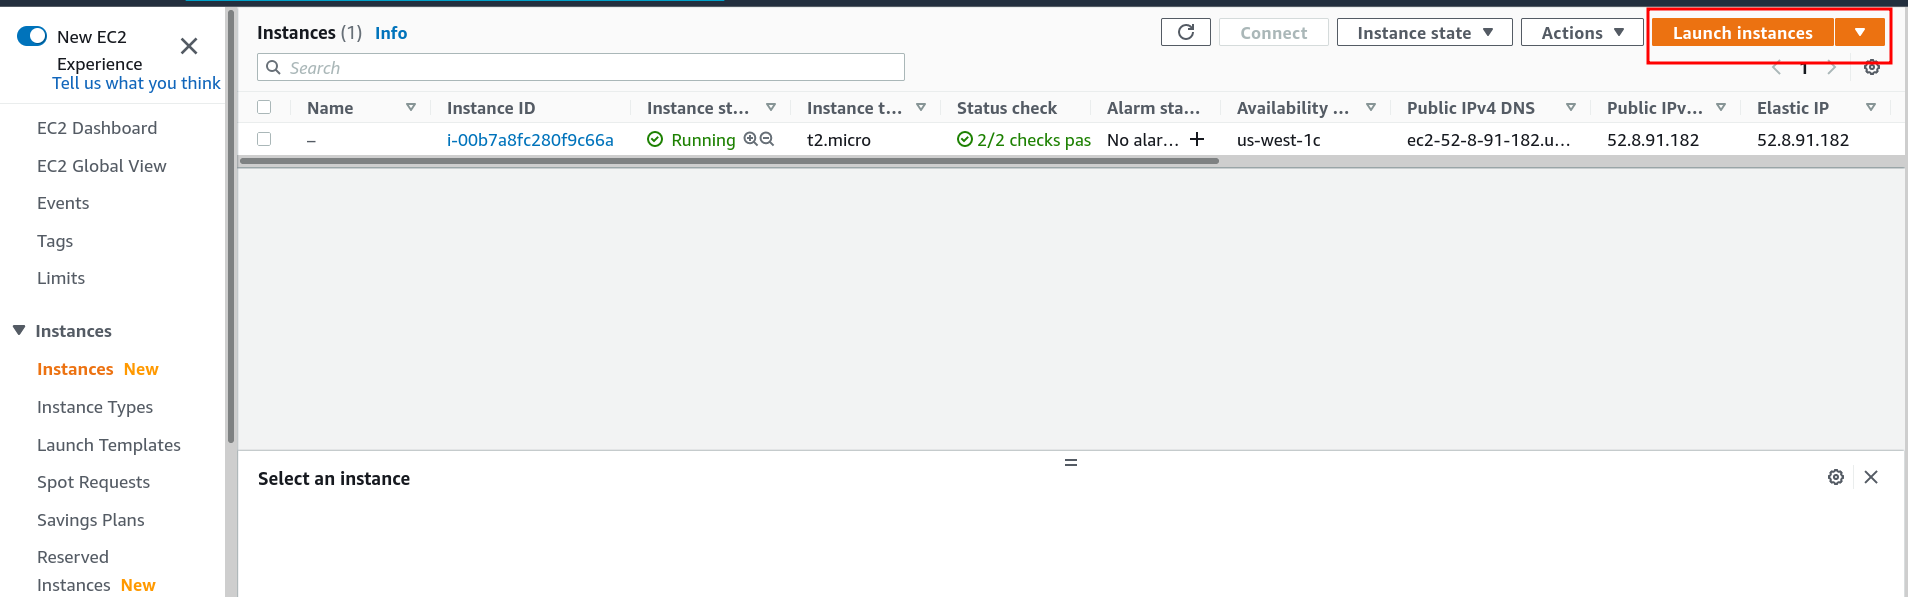 New EC2
Experience
Tell us what you think
EC2 Dashboard
EC2 Global View
Events
Tags
Limits
Instances
Instances New
Instance Types
Launch Templates
Spot Requests
Savings Plans
Reserved
Instances New
Instances (1) Info
Connect Instance state Actions Launch instances
Search
1
Name Instance ID Instance st... Instance t... Status check Alarm sta... Availability ... Public IPv4 DNS Public IPv... Elastic IP
– i-00b7a8fc280f9c66a Running t2.micro 2/2 checks pas No alar... us-west-1c ec2-52-8-91-182.u... 52.8.91.182 52.8.91.182
Select an instance